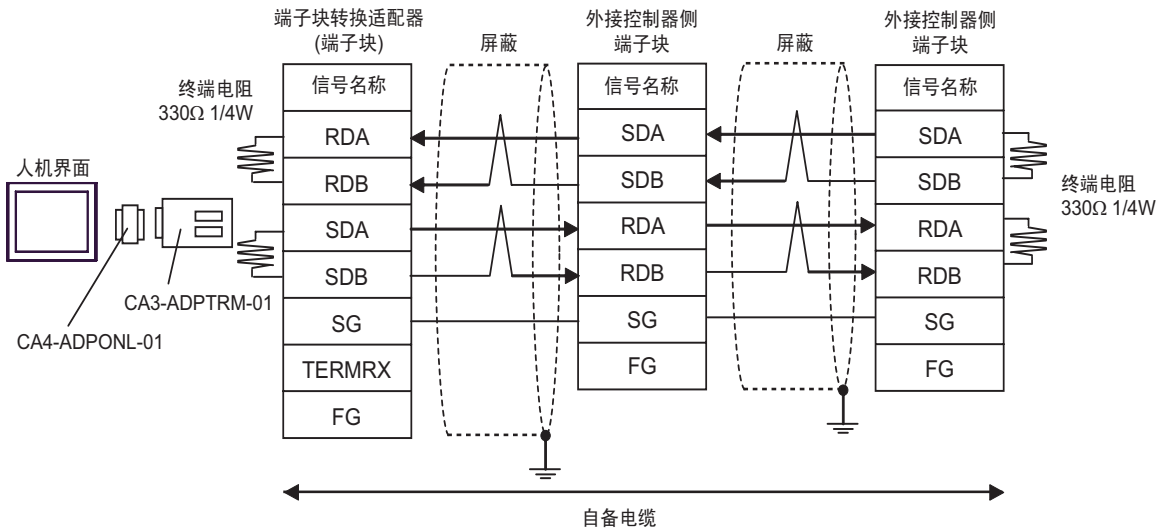 端子块转换适配器
(端子块)
屏蔽
外接控制器侧
端子块
屏蔽
外接控制器侧
端子块
终端电阻
330Ω 1/4W
人机界面
CA3-ADPTRM-01
CA4-ADPONL-01
信号名称
RDA
RDB
SDA
SDB
SG
TERMRX
FG
信号名称
SDA
SDB
RDA
RDB
SG
FG
信号名称
SDA
SDB
RDA
RDB
SG
FG
终端电阻
330Ω 1/4W
自备电缆